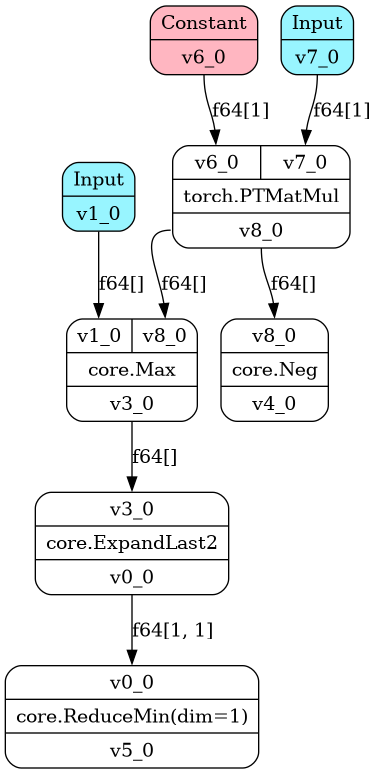 Constant
v6_0
Input
v7_0
f64[1]
f64[1]
v6_0
v7_0
torch.PTMatMul
v8_0
Input
v1_0
f64[]
f64[]
f64[]
v1_0
v8_0
core.Max
v3_0
v8_0
core.Neg
v4_0
f64[]
v3_0
core.ExpandLast2
v0_0
f64[1, 1]
v0_0
core.ReduceMin(dim=1)
v5_0